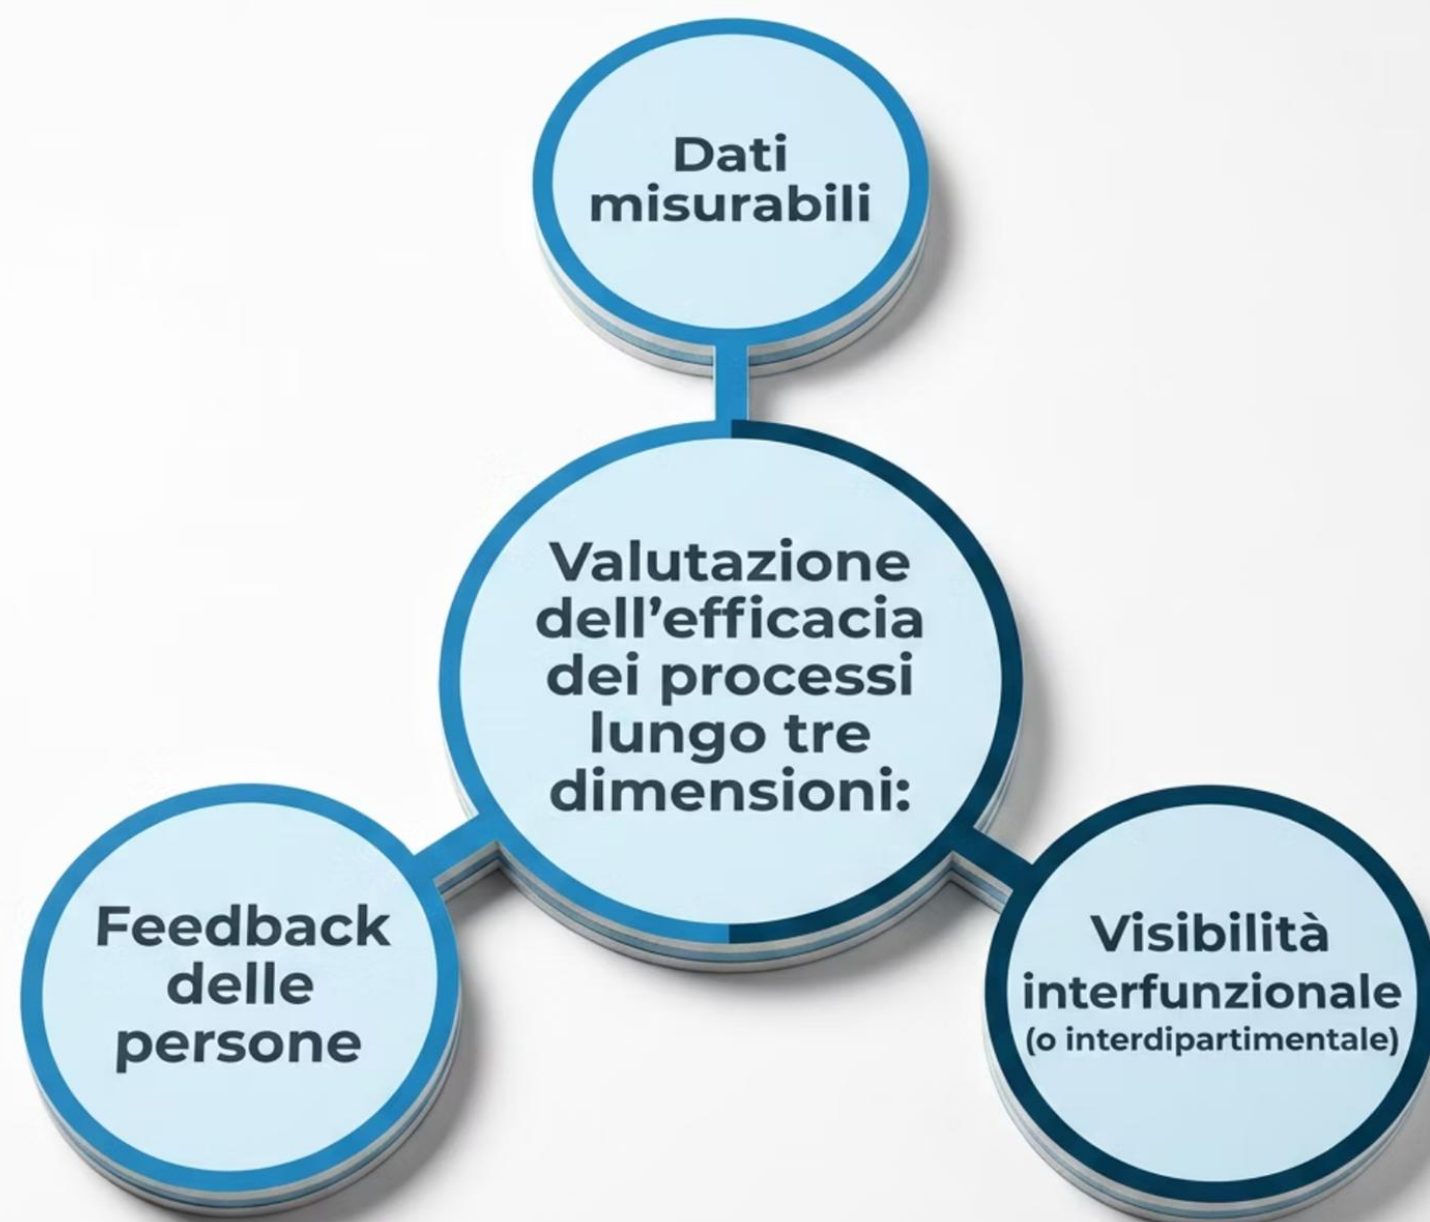 Dati
misurabili
Valutazione
dell’efficacia
dei processi
lungo tre
dimensioni:
Feedback
delle
persone
Visibilità
interfunzionale
(o interdipartimentale)